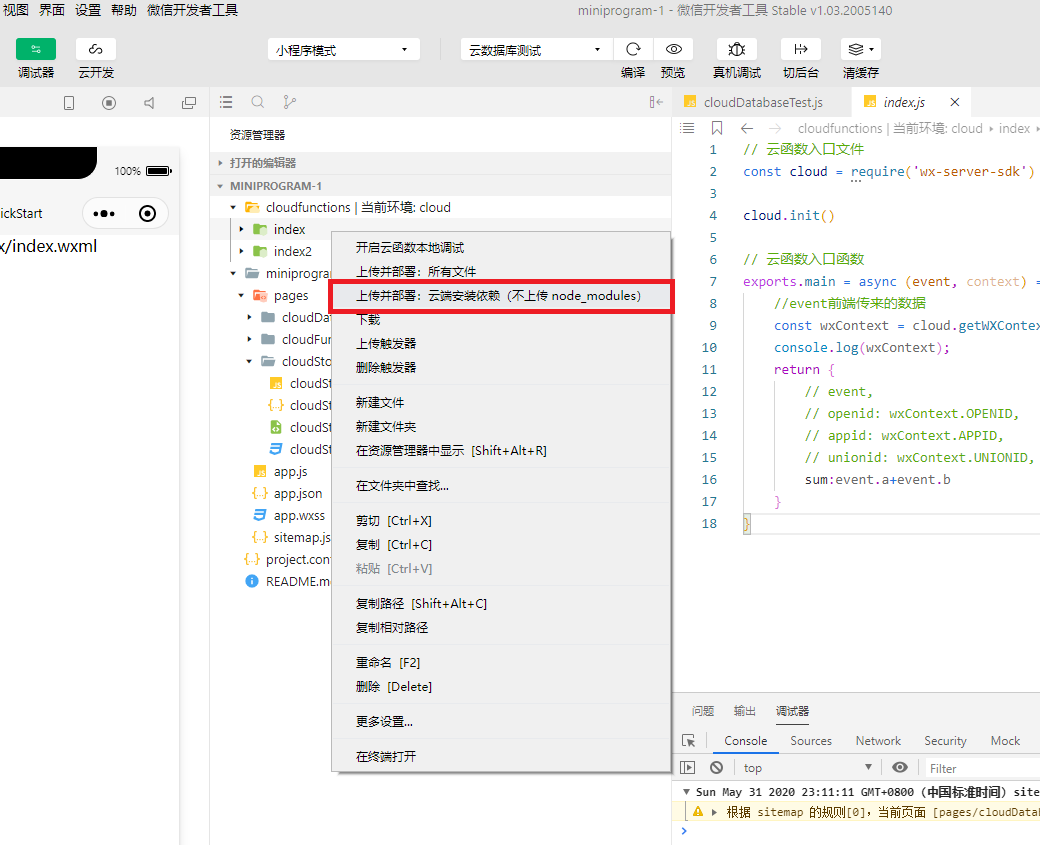 视图 界面 设置 帮助 微信开发者工具
miniprogram-1 - 微信开发者工具 Stable v1.03.2005140
小程序模式
云数据库测试
调试器 云开发 编译 预览 真机调试 切后台 清缓存
资源管理器
打开的编辑器
MINIPROGRAM-1
cloudfunctions | 当前环境: cloud
index
index2
miniprogra
pages
cloudDa
cloudFu
cloudSto
cloudSt
cloudSt
cloudSt
cloudSt
app.js
app.json
app.wxss
sitemap.js
project.con
README.m
100%
ickStart
x/index.wxml
开启云函数本地调试
上传并部署：所有文件
上传并部署：云端安装依赖（不上传 node_modules）
下载
上传触发器
删除触发器
新建文件
新建文件夹
在资源管理器中显示 [Shift+Alt+R]
在文件夹中查找...
剪切 [Ctrl+X]
复制 [Ctrl+C]
粘贴 [Ctrl+V]
复制路径 [Shift+Alt+C]
复制相对路径
重命名 [F2]
删除 [Delete]
更多设置...
在终端打开
cloudDatabaseTest.js index.js
cloudfunctions | 当前环境: cloud index
1 // 云函数入口文件
2 const cloud = require('wx-server-sdk')
3
4 cloud.init()
5
6 // 云函数入口函数
7 exports.main = async (event, context) =
8 //event前端传来的数据
9 const wxContext = cloud.getWXConte
10 console.log(wxContext);
11 return {
12 // event,
13 // openid: wxContext.OPENID,
14 // appid: wxContext.APPID,
15 // unionid: wxContext.UNIONID,
16 sum:event.a+event.b
17 }
18 }
问题 输出 调试器
Console Sources Network Security Mock
top Filter
Sun May 31 2020 23:11:11 GMT+0800 (中国标准时间) site
根据 sitemap 的规则[0]，当前页面 [pages/cloudData